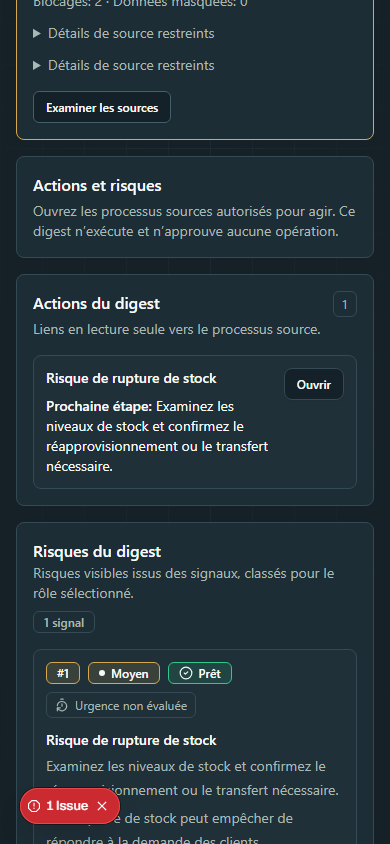 Blocages: 2 · Données masquées: 0
Détails de source restreints
Détails de source restreints
Examiner les sources
Actions et risques
Ouvrez les processus sources autorisés pour agir. Ce
digest n’exécute et n’approuve aucune opération.
Actions du digest
1
Liens en lecture seule vers le processus source.
Risque de rupture de stock
Ouvrir
Prochaine étape: Examinez les
niveaux de stock et confirmez le
réapprovisionnement ou le transfert
nécessaire.
Risques du digest
Risques visibles issus des signaux, classés pour le
rôle sélectionné.
1 signal
#1
Moyen
Prêt
Urgence non évaluée
Risque de rupture de stock
Examinez les niveaux de stock et confirmez le
ou le transfert nécessaire.
1 Issue
de stock peut empêcher de
répondre à la demande des clients